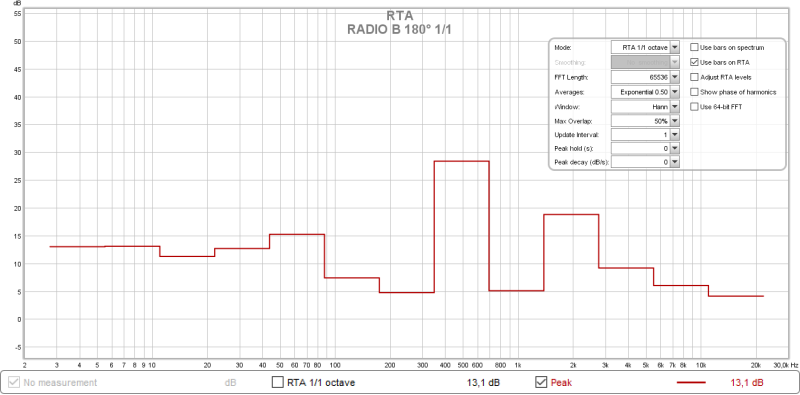 dB
RTA
RADIO B 180° 1/1
55
50
45
40
35
30
25
20
15
10
5
0
-5
Mode: RTA 1/1 octave
Smoothing:
FFT Length: 65536
Averages: Exponential 0,50
Window: Hann
Max Overlap: 50%
Update Interval: 1
Peak hold (s): 0
Peak decay (dB/s): 0
Use bars on spectrum
Use bars on RTA
Adjust RTA levels
Show phase of harmonics
Use 64-bit FFT
2 3 4 5 6 7 8 9 10 20 30 40 50 60 70 80 100 200 300 400 500 600 800 1k 2k 3k 4k 5k 6k 7k 8k 10k 20k 30,0k Hz
No measurement dB RTA 1/1 octave 13,1 dB Peak 13,1 dB